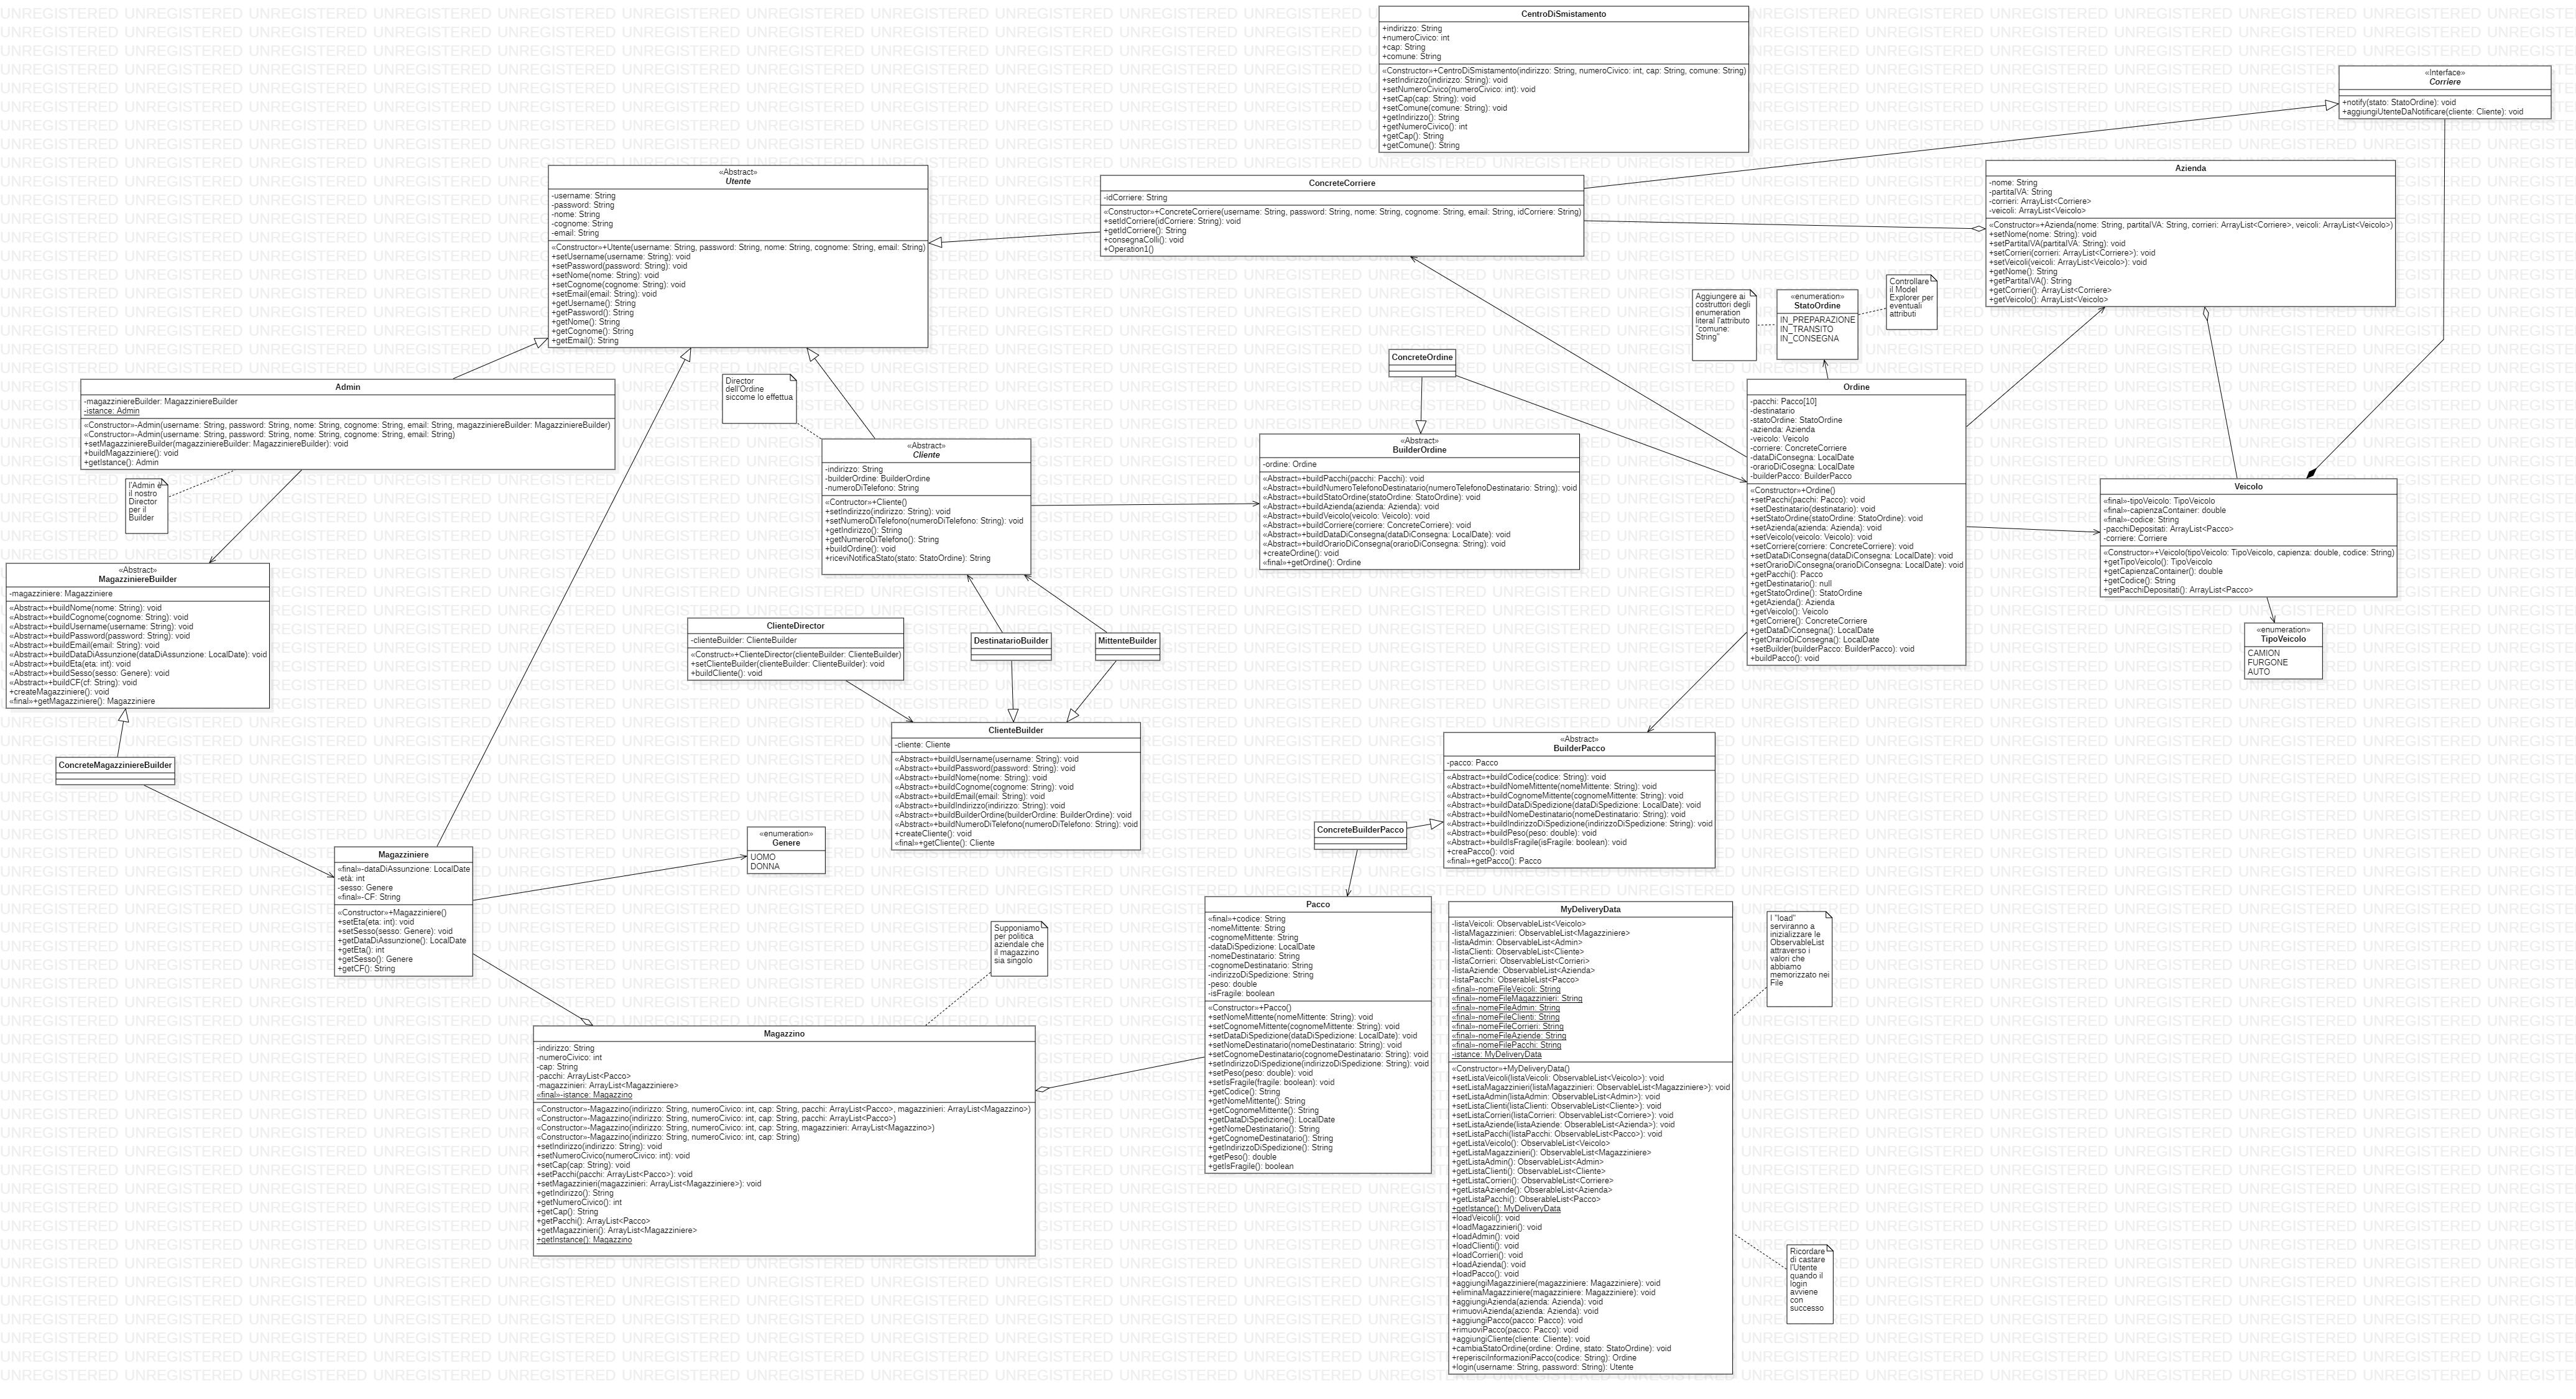 CentroDiSmistamento
+indirizzo: String
+numeroCivico: int
+cap: String
+comune: String
«Constructor»+CentroDiSmistamento(indirizzo: String, numeroCivico: int, cap: String, comune: String)
+setIndirizzo(indirizzo: String): void
+setNumeroCivico(numeroCivico: int): void
+setCap(cap: String): void
+setComune(comune: String): void
+getIndirizzo(): String
+getNumeroCivico(): int
+getCap(): String
+getComune(): String
«Interface»
Corriere
+notify(stato: StatoOrdine): void
+aggiungiUtenteDaNotificare(cliente: Cliente): void
«Abstract»
Utente
-username: String
-password: String
-nome: String
-cognome: String
-email: String
«Constructor»+Utente(username: String, password: String, nome: String, cognome: String, email: String)
+setUsername(username: String): void
+setPassword(password: String): void
+setNome(nome: String): void
+setCognome(cognome: String): void
+setEmail(email: String): void
+getUsername(): String
+getPassword(): String
+getNome(): String
+getCognome(): String
+getEmail(): String
ConcreteCorriere
-idCorriere: String
«Constructor»+ConcreteCorriere(username: String, password: String, nome: String, cognome: String, email: String, idCorriere: String)
+setIdCorriere(idCorriere: String): void
+getIdCorriere(): String
+consegnaColli(): void
+Operation1()
Azienda
-nome: String
-partitaIVA: String
-corrieri: ArrayList<Corriere>
-veicoli: ArrayList<Veicolo>
«Constructor»+Azienda(nome: String, partitaIVA: String, corrieri: ArrayList<Corriere>, veicoli: ArrayList<Veicolo>)
+setNome(nome: String): void
+setPartitaIVA(partitaIVA: String): void
+setCorrieri(corrieri: ArrayList<Corriere>): void
+setVeicoli(veicoli: ArrayList<Veicolo>): void
+getNome(): String
+getPartitaIVA(): String
+getCorrieri(): ArrayList<Corriere>
+getVeicolo(): ArrayList<Veicolo>
Aggiungere ai
costruttori degli
enumeration
literal l'attributo
"comune:
String"
«enumeration»
StatoOrdine
IN_PREPARAZIONE
IN_TRANSITO
IN_CONSEGNA
Controllare
il Model
Explorer per
eventuali
attributi
ConcreteOrdine
Admin
-magazziniereBuilder: MagazziniereBuilder
-istance: Admin
«Constructor»-Admin(username: String, password: String, nome: String, cognome: String, email: String, magazziniereBuilder: MagazziniereBuilder)
«Constructor»-Admin(username: String, password: String, nome: String, cognome: String, email: String)
+setMagazziniereBuilder(magazziniereBuilder: MagazziniereBuilder): void
+buildMagaziniere(): void
+getIstance(): Admin
Director
dell'Ordine
siccome lo effettua
l'Admin è
il nostro
Director
per il
Builder
«Abstract»
Cliente
-indirizzo: String
-builderOrdine: BuilderOrdine
-numeroDiTelefono: String
«Contructor»+Cliente()
+setIndirizzo(indirizzo: String): void
+setNumeroDiTelefono(numeroDiTelefono: String): void
+getIndirizzo(): String
+getNumeroDiTelefono(): String
+buildOrdine(): void
+riceviNotificaStato(stato: StatoOrdine): String
«Abstract»
BuilderOrdine
-ordine: Ordine
«Abstract»+buildPacchi(pacchi: Pacchi): void
«Abstract»+buildNumeroTelefonoDestinatario(numeroTelefonoDestinatario: String): void
«Abstract»+buildStatoOrdine(statoOrdine: StatoOrdine): void
«Abstract»+buildAzienda(azienda: Azienda): void
«Abstract»+buildVeicolo(veicolo: Veicolo): void
«Abstract»+buildCorriere(corriere: ConcreteCorriere): void
«Abstract»+buildDataDiConsegna(dataDiConsegna: LocalDate): void
«Abstract»+buildOrarioDiConsegna(orarioDiConsegna: String): void
+createOrdine(): void
«final»+getOrdine(): Ordine
Ordine
-pacchi: Pacco[10]
-destinatario
-statoOrdine: StatoOrdine
-azienda: Azienda
-veicolo: Veicolo
-corriere: ConcreteCorriere
-dataDiConsegna: LocalDate
-orarioDiConsegna: LocalDate
-builderPacco: BuilderPacco
«Constructor»+Ordine()
+setPacchi(pacchi: Pacco): void
+setDestinatario(destinatario): void
+setStatoOrdine(statoOrdine: StatoOrdine): void
+setAzienda(azienda: Azienda): void
+setVeicolo(veicolo: Veicolo): void
+setCorriere(corriere: ConcreteCorriere): void
+setDataDiConsegna(dataDiConsegna: LocalDate): void
+setOrarioDiConsegna(orarioDiConsegna: LocalDate): void
+getPacchi(): Pacco
+getDestinatario(): null
+getStatoOrdine(): StatoOrdine
+getAzienda(): Azienda
+getVeicolo(): Veicolo
+getCorriere(): ConcreteCorriere
+getDataDiConsegna(): LocalDate
+getOrarioDiConsegna(): LocalDate
+setBuilder(builderPacco: BuilderPacco): void
+buildPacco(): void
Veicolo
«final»-tipoVeicolo: TipoVeicolo
«final»-capienzaContainer: double
«final»-codice: String
-pacchiDepositati: ArrayList<Pacco>
-corriere: Corriere
«Constructor»+Veicolo(tipoVeicolo: TipoVeicolo, capienza: double, codice: String)
+getTipoVeicolo(): TipoVeicolo
+getCapienzaContainer(): double
+getCodice(): String
+getPacchiDepositati(): ArrayList<Pacco>
«enumeration»
TipoVeicolo
CAMION
FURGONE
AUTO
«Abstract»
MagazziniereBuilder
-magazziniere: Magazziniere
«Abstract»+buildNome(nome: String): void
«Abstract»+buildCognome(cognome: String): void
«Abstract»+buildUsername(username: String): void
«Abstract»+buildPassword(password: String): void
«Abstract»+buildEmail(email: String): void
«Abstract»+buildDataDiAssunzione(dataDiAssunzione: LocalDate): void
«Abstract»+buildEta(eta: int): void
«Abstract»+buildSesso(sesso: Genere): void
«Abstract»+buildCF(cf: String): void
+createMagazziniere(): void
«final»+getMagazziniere(): Magazziniere
ClienteDirector
-clienteBuilder: ClienteBuilder
«Construct»+ClienteDirector(clienteBuilder: ClienteBuilder)
+setClienteBuilder(clienteBuilder: ClienteBuilder): void
+buildCliente(): void
DestinatarioBuilder
MittenteBuilder
ClienteBuilder
-cliente: Cliente
«Abstract»+buildUsername(username: String): void
«Abstract»+buildPassword(password: String): void
«Abstract»+buildNome(nome: String): void
«Abstract»+buildCognome(cognome: String): void
«Abstract»+buildEmail(email: String): void
«Abstract»+buildIndirizzo(indirizzo: String): void
«Abstract»+buildBuilderOrdine(builderOrdine: BuilderOrdine): void
«Abstract»+buildNumeroDiTelefono(numeroDiTelefono: String): void
+createCliente(): void
«final»+getCliente(): Cliente
«Abstract»
BuilderPacco
-pacco: Pacco
«Abstract»+buildCodice(codice: String): void
«Abstract»+buildNomeMittente(nomeMittente: String): void
«Abstract»+buildCognomeMittente(cognomeMittente: String): void
«Abstract»+buildDataDiSpedizione(dataDiSpedizione: LocalDate): void
«Abstract»+buildNomeDestinatario(nomeDestinatario: String): void
«Abstract»+buildIndirizzoDiSpedizione(indirizzoDiSpedizione: String): void
«Abstract»+buildPeso(peso: double): void
«Abstract»+buildIsFragile(isFragile: boolean): void
+creaPacco(): void
«final»+getPacco(): Pacco
ConcreteMagazziniereBuilder
ConcreteBuilderPacco
«enumeration»
Genere
UOMO
DONNA
Magazziniere
«final»-dataDiAssunzione: LocalDate
-età: int
-sesso: Genere
«final»-CF: String
«Constructor»+Magazziniere()
+setEta(eta: int): void
+setSesso(sesso: Genere): void
+getDataDiAssunzione(): LocalDate
+getEta(): int
+getSesso(): Genere
+getCF(): String
Supponiamo
per politica
aziendale che
il magazzino
sia singolo
Magazzino
-indirizzo: String
-numeroCivico: int
-cap: String
-pacchi: ArrayList<Pacco>
-magazzinieri: ArrayList<Magaziniere>
«final»-istance: Magazzino
«Constructor»-Magazzino(indirizzo: String, numeroCivico: int, cap: String, pacchi: ArrayList<Pacco>, magazzinieri: ArrayList<Magazzino>)
«Constructor»-Magazzino(indirizzo: String, numeroCivico: int, cap: String, pacchi: ArrayList<Pacco>)
«Constructor»-Magazzino(indirizzo: String, numeroCivico: int, cap: String, magazzinieri: ArrayList<Magazzino>)
«Constructor»-Magazzino(indirizzo: String, numeroCivico: int, cap: String)
+setIndirizzo(indirizzo: String): void
+setNumeroCivico(numeroCivico: int): void
+setCap(cap: String): void
+setPacchi(pacchi: ArrayList<Pacco>): void
+setMagazzinieri(magazzinieri: ArrayList<Magaziniere>): void
+getIndirizzo(): String
+getNumeroCivico(): int
+getCap(): String
+getPacchi(): ArrayList<Pacco>
+getMagazzinieri(): ArrayList<Magaziniere>
+getInstance(): Magazzino
Pacco
«final»+codice: String
-nomeMittente: String
-cognomeMittente: String
-dataDiSpedizione: LocalDate
-nomeDestinatario: String
-cognomeDestinatario: String
-indirizzoDiSpedizione: String
-peso: double
-isFragile: boolean
«Constructor»+Pacco()
+setNomeMittente(nomeMittente: String): void
+setCognomeMittente(cognomeMittente: String): void
+setDataDiSpedizione(dataDiSpedizione: LocalDate): void
+setNomeDestinatario(nomeDestinatario: String): void
+setCognomeDestinatario(cognomeDestinatario: String): void
+setIndirizzoDiSpedizione(indirizzoDiSpedizione: String): void
+setPeso(peso: double): void
+setIsFragile(fragile: boolean): void
+getCodice(): String
+getNomeMittente(): String
+getCognomeMittente(): String
+getDataDiSpedizione(): LocalDate
+getNomeDestinatario(): String
+getCognomeDestinatario(): String
+getIndirizzoDiSpedizione(): String
+getPeso(): double
+getIsFragile(): boolean
MyDeliveryData
-listaVeicoli: ObservableList<Veicolo>
-listaMagazzinieri: ObservableList<Magaziniere>
-listaAdmin: ObservableList<Admin>
-listaClienti: ObservableList<Cliente>
-listaCorrieri: ObservableList<Corrieri>
-listaAziende: ObservableList<Azienda>
-listaPacchi: ObserableList<Pacco>
«final»-nomeFileVeicoli: String
«final»-nomeFileMagazzinieri: String
«final»-nomeFileAdmin: String
«final»-nomeFileClienti: String
«final»-nomeFileCorrieri: String
«final»-nomeFileAziende: String
«final»-nomeFilePacchi: String
-istance: MyDeliveryData
«Constructor»+MyDeliveryData()
+setListaVeicoli(listaVeicoli: ObservableList<Veicolo>): void
+setListaMagazzinieri(listaMagazzinieri: ObservableList<Magaziniere>): void
+setListaAdmin(listaAdmin: ObservableList<Admin>): void
+setListaClienti(listaClienti: ObservableList<Cliente>): void
+setListaCorrieri(listaCorrieri: ObservableList<Corriere>): void
+setListaAziende(listaAziende: ObserableList<Azienda>): void
+setListaPacchi(listaPacchi: ObservableList<Pacco>): void
+getListaVeicolo(): ObservableList<Veicolo>
+getListaMagazzinieri(): ObservableList<Magaziniere>
+getListaAdmin(): ObservableList<Admin>
+getListaClienti(): ObservableList<Cliente>
+getListaCorrieri(): ObservableList<Corriere>
+getListaAziende(): ObserableList<Azienda>
+getListaPacchi(): ObserableList<Pacco>
+getIstance(): MyDeliveryData
+loadVeicoli(): void
+loadMagazzinieri(): void
+loadAdmin(): void
+loadClienti(): void
+loadCorrieri(): void
+loadAzienda(): void
+loadPacco(): void
+aggiungiMagazziniere(magazziniere: Magaziniere): void
+eliminaMagazziniere(magazziniere: Magaziniere): void
+aggiungiAzienda(azienda: Azienda): void
+rimuoviAzienda(azienda: Azienda): void
+aggiungiPacco(pacco: Pacco): void
+rimuoviPacco(pacco: Pacco): void
+aggiungiCliente(cliente: Cliente): void
+cambiaStatoOrdine(ordine: Ordine, stato: StatoOrdine): void
+reperisciInformazioniPacco(codice: String): Ordine
+login(username: String, password: String): Utente
I "load"
serviranno a
inizializzare le
ObservableList
attraverso i
valori che
abbiamo
memorizzato nei
File
Ricordare
di castare
l'Utente
quando il
login
avviene
con
successo